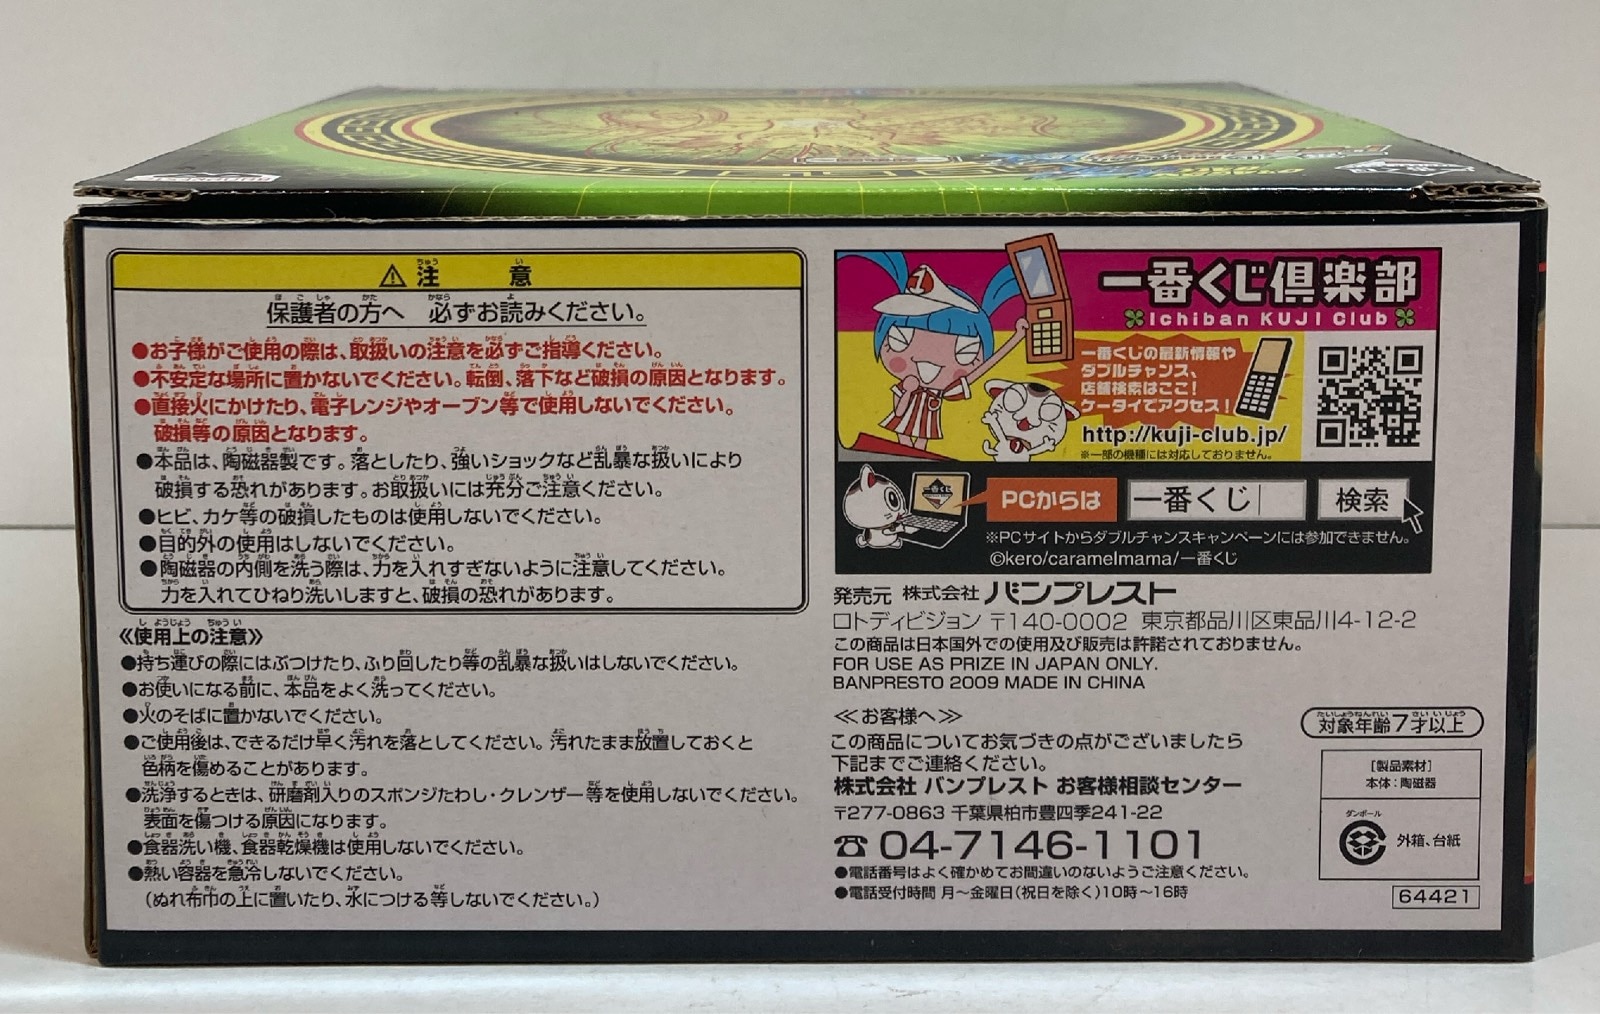 ⚠注意
保護者の方へ 必ずお読みください。
●お子様がご使用の際は、取扱いの注意を必ずご指導ください。
●不安定な場所に置かないでください。転倒、落下など破損の原因となります。
●直接火にかけたり、電子レンジやオーブン等で使用しないでください。
破損等の原因となります。
●本品は、陶磁器製です。落としたり、強いショックなど乱暴な扱いにより
破損する恐れがあります。お取扱いには充分ご注意ください。
●ヒビ、カケ等の破損したものは使用しないでください。
●目的外の使用はしないでください。
●陶磁器の内側を洗う際は、力を入れすぎないように注意してください。
力を入れてひねり洗いしますと、破損の恐れがあります。
《使用上の注意》
●持ち運びの際にはぶつけたり、ふり回したり等の乱暴な扱いはしないでください。
●お使いになる前に、本品をよく洗ってください。
●火のそばに置かないでください。
●ご使用後は、できるだけ早く汚れを落としてください。汚れたまま放置しておくと
色柄を傷めることがあります。
●洗浄するときは、研磨剤入りのスポンジたわし・クレンザー等を使用しないでください。
表面を傷つける原因になります。
●食器洗い機、食器乾燥機は使用しないでください。
●熱い容器を急冷しないでください。
(ぬれ布巾の上に置いたり、水につける等しないでください。)
一番くじ倶楽部
Ichiban KUJI Club
一番くじの最新情報や
ダブルチャンス、
店舗検索はここ!
ケータイでアクセス!
http://kuji-club.jp/
※一部の機種には対応しておりません。
PCからは 一番くじ 検索
※PCサイトからダブルチャンスキャンペーンには参加できません。
©kero/caramelmama/一番くじ
発売元 株式会社 バンプレスト
ロトディビジョン 〒140-0002 東京都品川区東品川4-12-2
この商品は日本国外での使用及び販売は許諾されておりません。
FOR USE AS PRIZE IN JAPAN ONLY.
BANPRESTO 2009 MADE IN CHINA
≪お客様へ≫
この商品についてお気づきの点がございましたら
下記までご連絡ください。
株式会社 バンプレスト お客様相談センター
〒277-0863 千葉県柏市豊四季241-22
☎04-7146-1101
●電話番号はよく確かめてお間違いのないようご注意ください。
●電話受付時間 月~金曜日(祝日を除く)10時~16時
対象年齢7才以上
[製品素材]
本体:陶磁器
ダンボール
外箱、台紙
64421